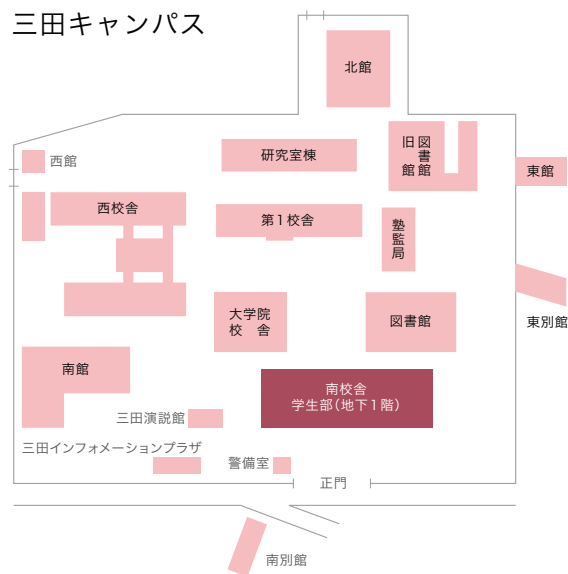 三田キャンパス
北館
研究室棟
図書館
旧館
東館
西館
西校舎
第1校舎
塾監局
大学院
校舎
図書館
東別館
南館
南校舎
学生部(地下1階)
三田演説館
三田インフォメーションプラザ
警備室
正門
南別館